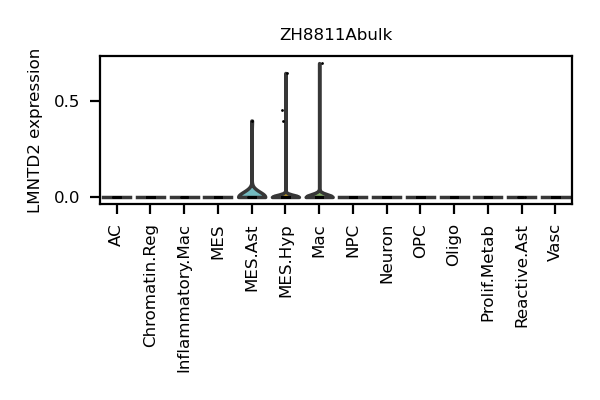 ZH8811Abulk
LMNTD2 expression
0.5
0.0
AC
Chromatin.Reg
Inflammatory.Mac
MES
MES.Ast
MES.Hyp
Mac
NPC
Neuron
OPC
Oligo
Prolif.Metab
Reactive.Ast
Vasc